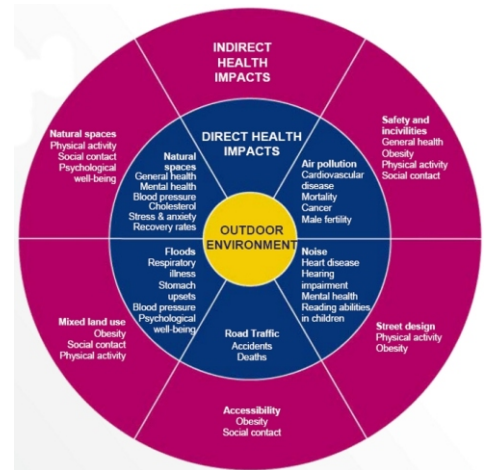 INDIRECT
HEALTH
IMPACTS
Safety and
incivilities
General health
Obesity
Physical activity
Social contact
Street design
Physical activity
Obesity
Accessibility
Obesity
Social contact
Mixed land use
Obesity
Social contact
Physical activity
Natural spaces
Physical activity
Social contact
Psychological
well-being
DIRECT HEALTH
IMPACTS
Air pollution
Cardiovascular
disease
Mortality
Cancer
Male fertility
Noise
Heart disease
Hearing
impairment
Mental health
Reading abilities
in children
Road Traffic
Accidents
Deaths
Floods
Respiratory
illness
Stomach
upsets
Blood pressure
Psychological
well-being
Natural
spaces
General health
Mental health
Blood pressure
Cholesterol
Stress & anxiety
Recovery rates
OUTDOOR
ENVIRONMENT